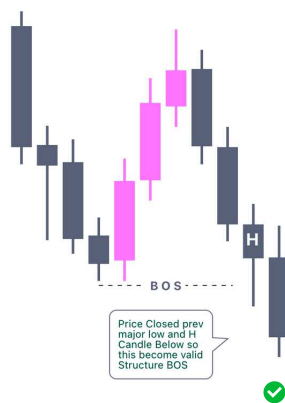 H
BOS
Price Closed prev
major low and H
Candle Below so
this become valid
Structure BOS